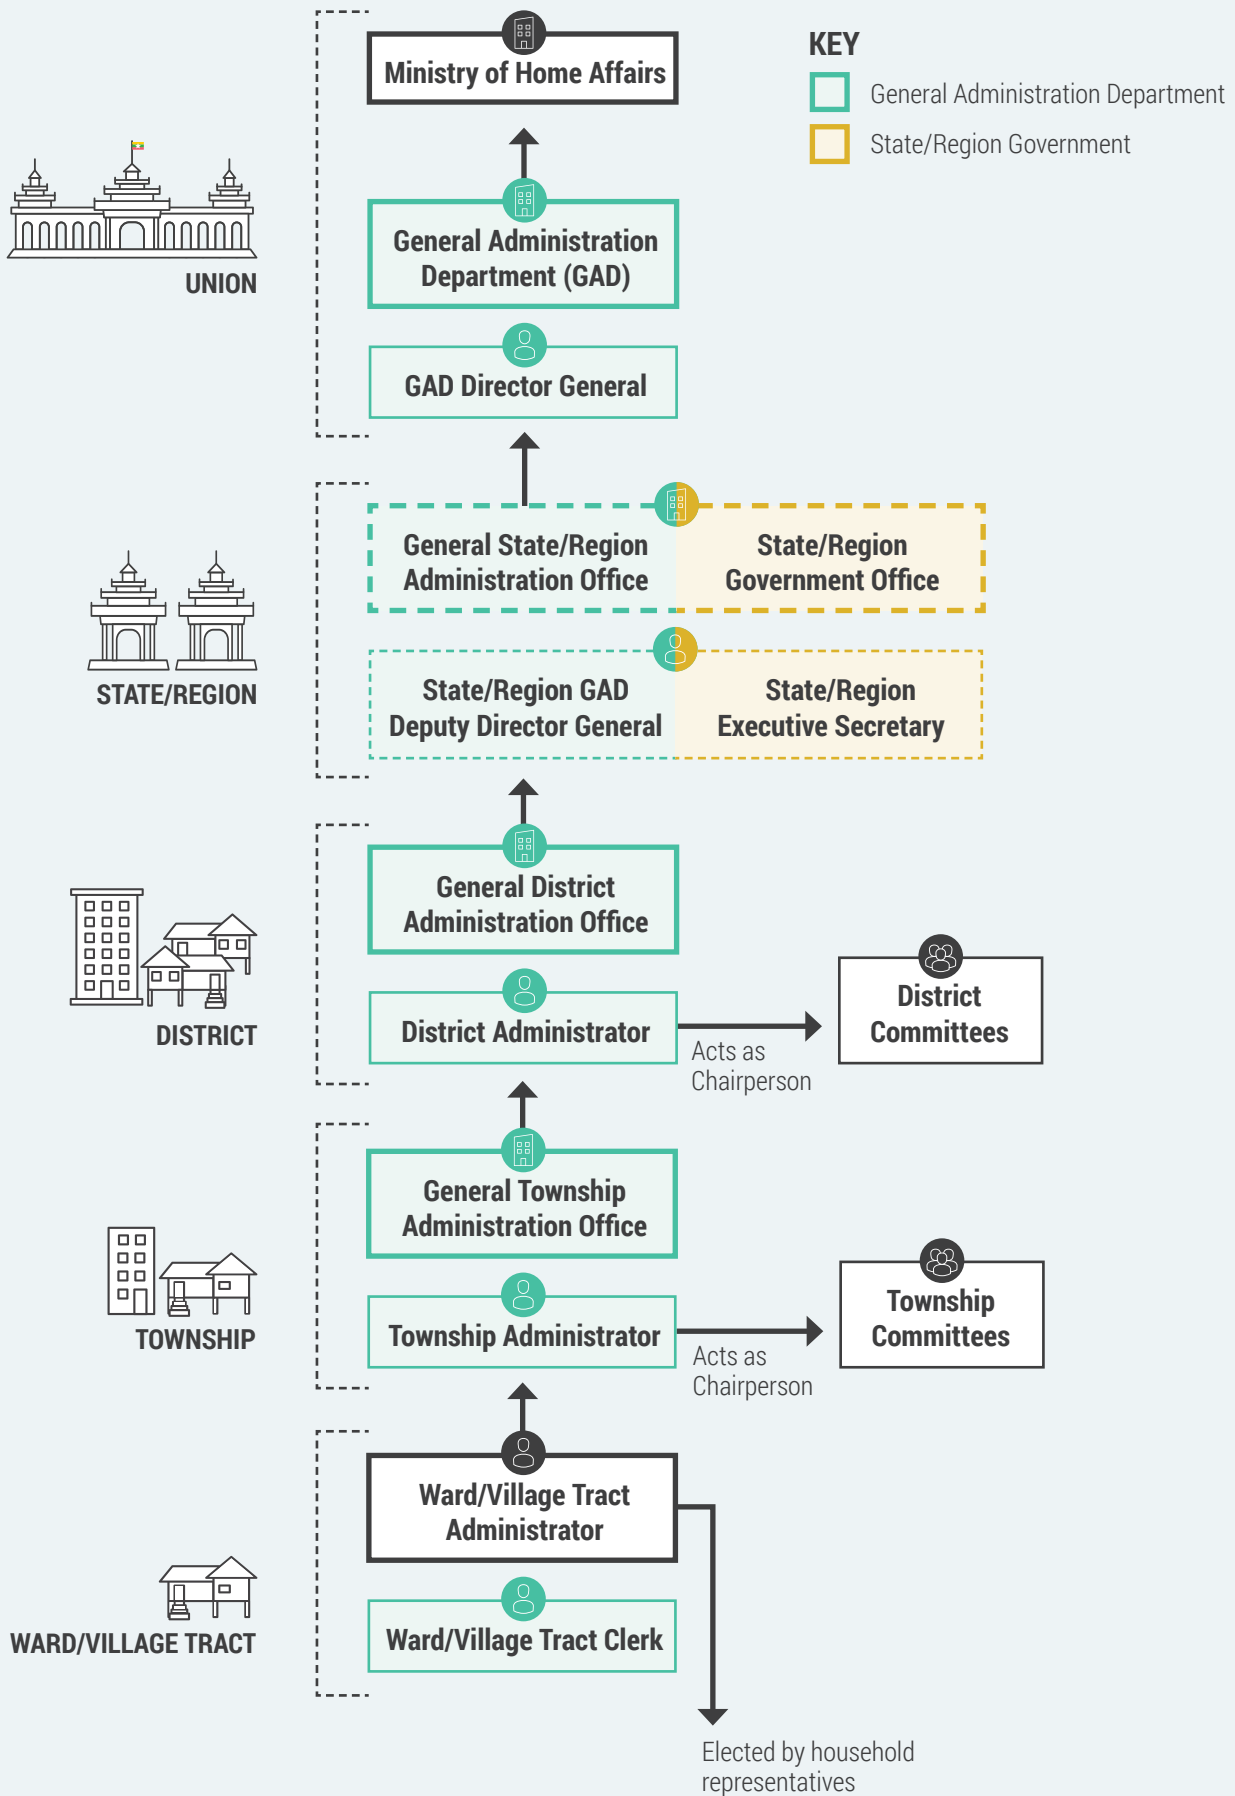 KEY
General Administration Department
State/Region Government
Ministry of Home Affairs
General Administration
Department (GAD)
UNION
GAD Director General
General State/Region
Administration Office
State/Region
Government Office
STATE/REGION
State/Region GAD
Deputy Director General
State/Region
Executive Secretary
General District
Administration Office
DISTRICT
District Administrator
Acts as
Chairperson
District
Committees
General Township
Administration Office
TOWNSHIP
Township Administrator
Acts as
Chairperson
Township
Committees
Ward/Village Tract
Administrator
WARD/VILLAGE TRACT
Ward/Village Tract Clerk
Elected by household
representatives